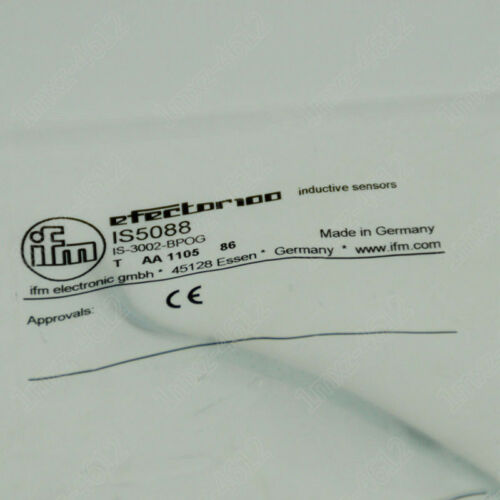 ifm
efector100 inductive sensors
IS5088
IS-3002-BPOG Made in Germany
T AA 1105 86
ifm electronic gmbh * 45128 Essen * Germany * www.ifm.com
Approvals: CE